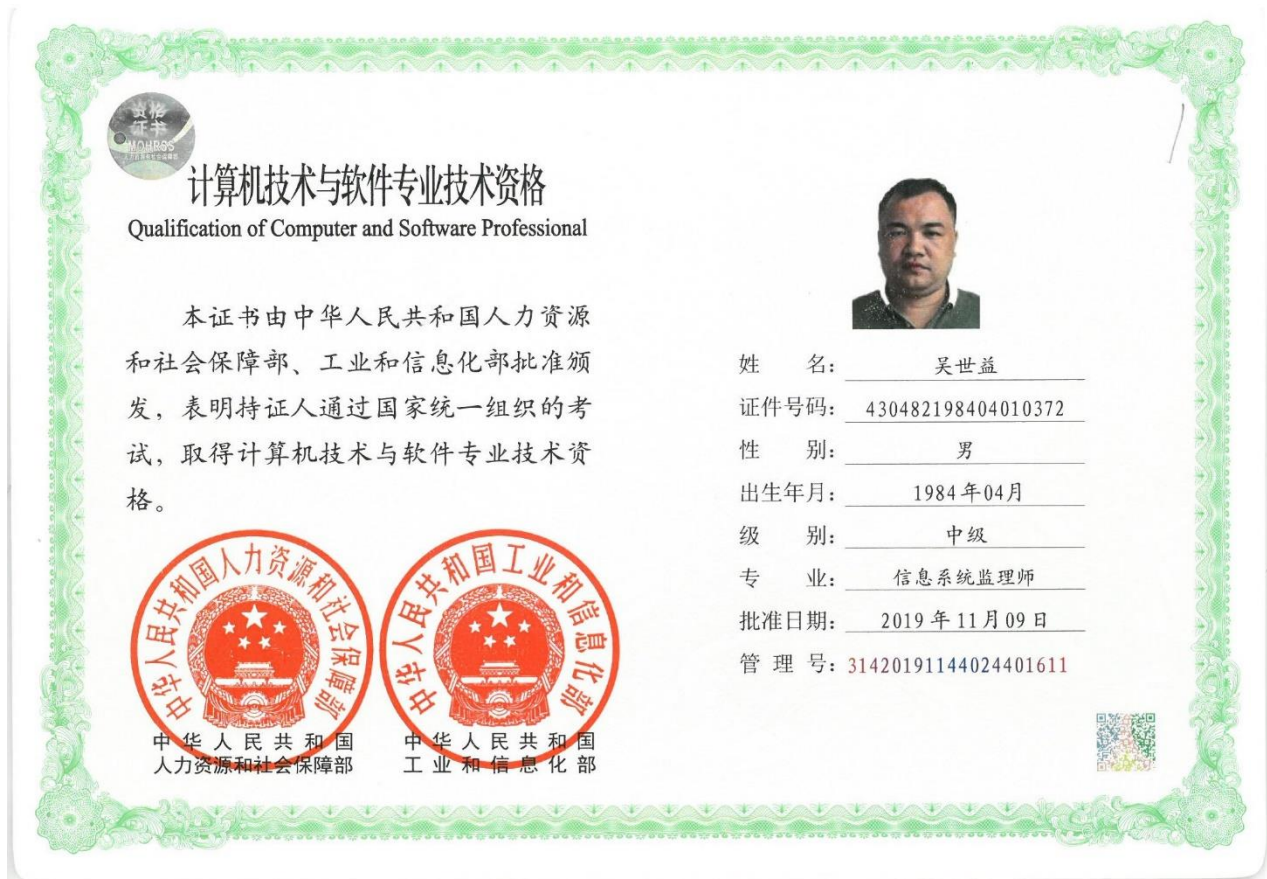 资格
证书
MOHRSS
计算机技术与软件专业技术资格
Qualification of Computer and Software Professional
本证书由中华人民共和国人力资源
和社会保障部、工业和信息化部批准颁
发，表明持证人通过国家统一组织的考
试，取得计算机技术与软件专业技术资
格。
中华人民共和国人力资源和社会保障部
中华人民共和国工业和信息化部
中华人民共和国
人力资源和社会保障部
中华人民共和国
工业和信息化部
姓 名： 吴世益
证件号码： 430482198404010372
性 别： 男
出生年月： 1984年04月
级 别： 中级
专 业： 信息系统监理师
批准日期： 2019年11月09日
管 理 号： 31420191144024401611